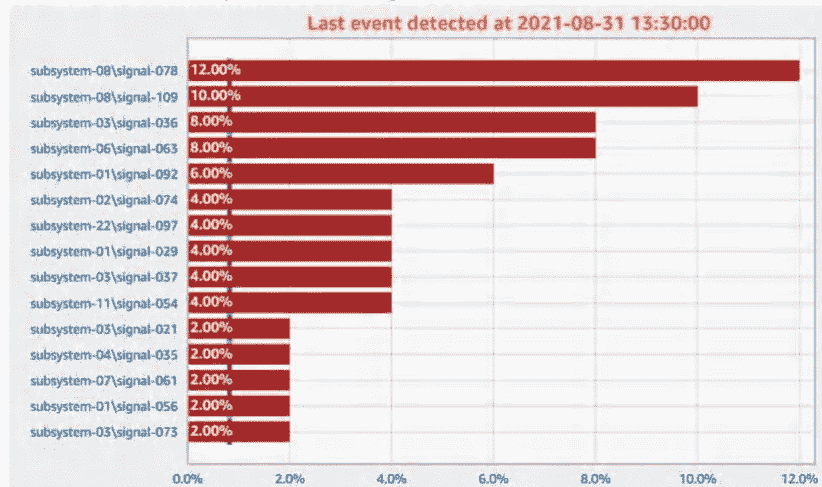 Last event detected at 2021-08-31 13:30:00
subsystem-08\signal-078 12.00%
subsystem-08\signal-109 10.00%
subsystem-03\signal-036 8.00%
subsystem-06\signal-063 8.00%
subsystem-01\signal-092 6.00%
subsystem-02\signal-074 4.00%
subsystem-22\signal-097 4.00%
subsystem-01\signal-029 4.00%
subsystem-03\signal-037 4.00%
subsystem-11\signal-054 4.00%
subsystem-03\signal-021 2.00%
subsystem-04\signal-035 2.00%
subsystem-07\signal-061 2.00%
subsystem-01\signal-056 2.00%
subsystem-03\signal-073 2.00%
0.0% 2.0% 4.0% 6.0% 8.0% 10.0% 12.0%